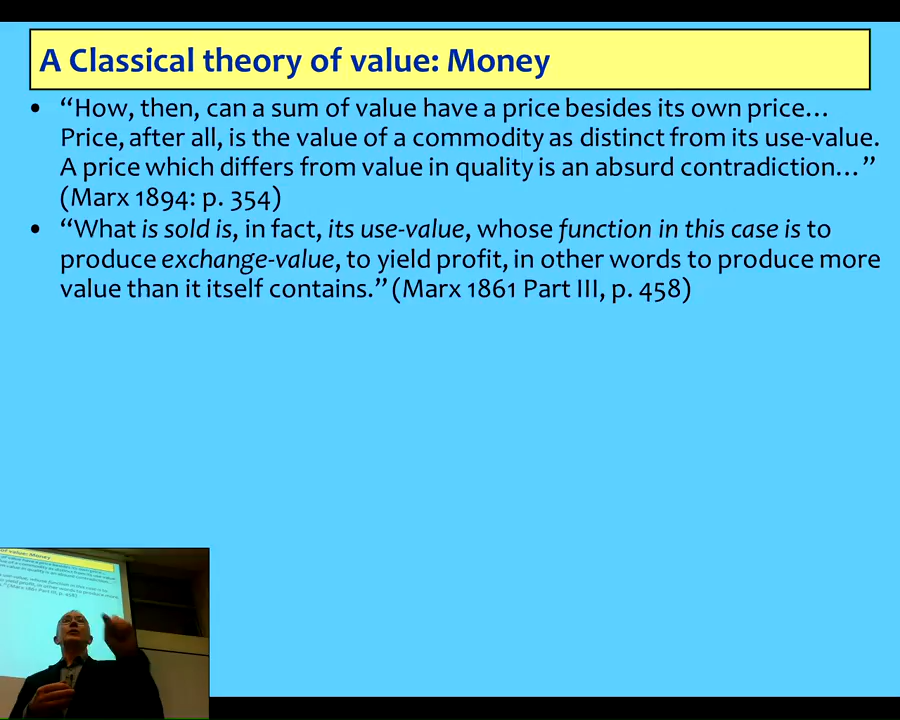 A Classical theory of value: Money
• “How, then, can a sum of value have a price besides its own price…
Price, after all, is the value of a commodity as distinct from its use-value.
A price which differs from value in quality is an absurd contradiction…”
(Marx 1894: p. 354)
• “What is sold is, in fact, its use-value, whose function in this case is to
produce exchange-value, to yield profit, in other words to produce more
value than it itself contains.” (Marx 1861 Part III, p. 458)
of value: Money